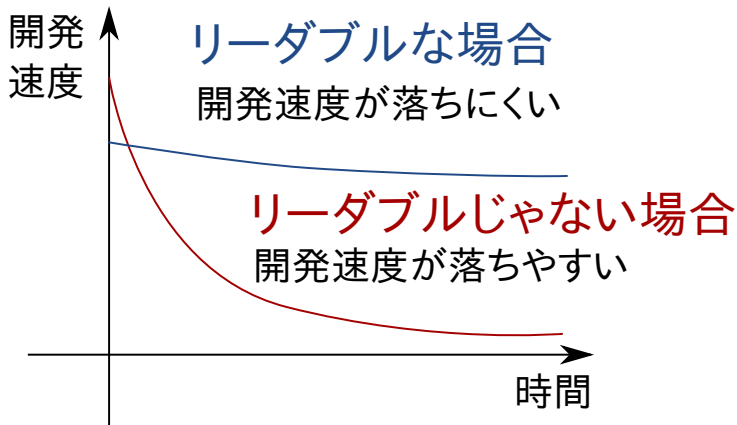 開発
速度
リーダブルな場合
開発速度が落ちにくい
リーダブルじゃない場合
開発速度が落ちやすい
時間